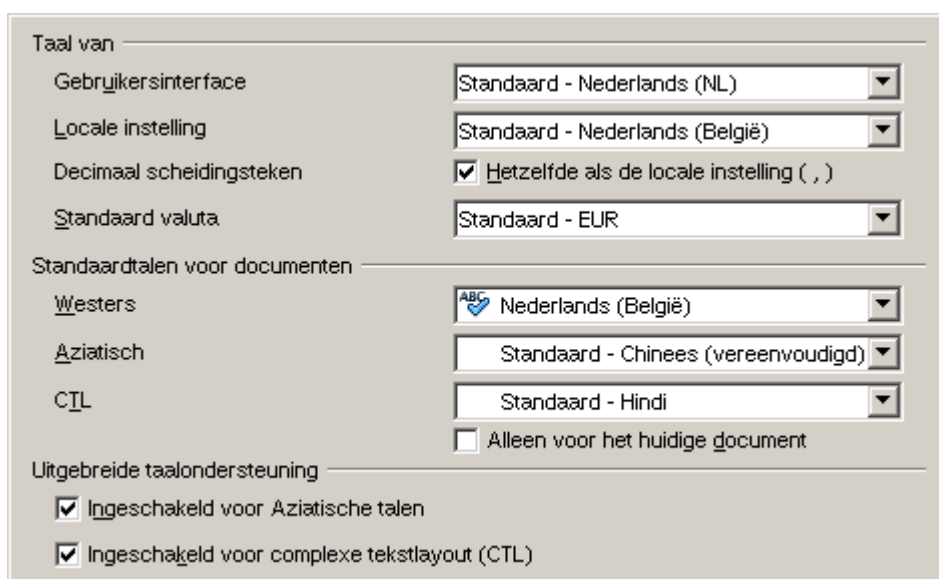 Taal van
Gebruikersinterface
Standaard - Nederlands (NL)
Locale instelling
Standaard - Nederlands (België)
Decimaal scheidingsteken
Hetzelfde als de locale instelling ( , )
Standaard valuta
Standaard - EUR
Standaardtalen voor documenten
Westers
ABC Nederlands (België)
Aziatisch
Standaard - Chinees (vereenvoudigd)
CTL
Standaard - Hindi
Alleen voor het huidige document
Uitgebreide taalondersteuning
Ingeschakeld voor Aziatische talen
Ingeschakeld voor complexe tekstlayout (CTL)